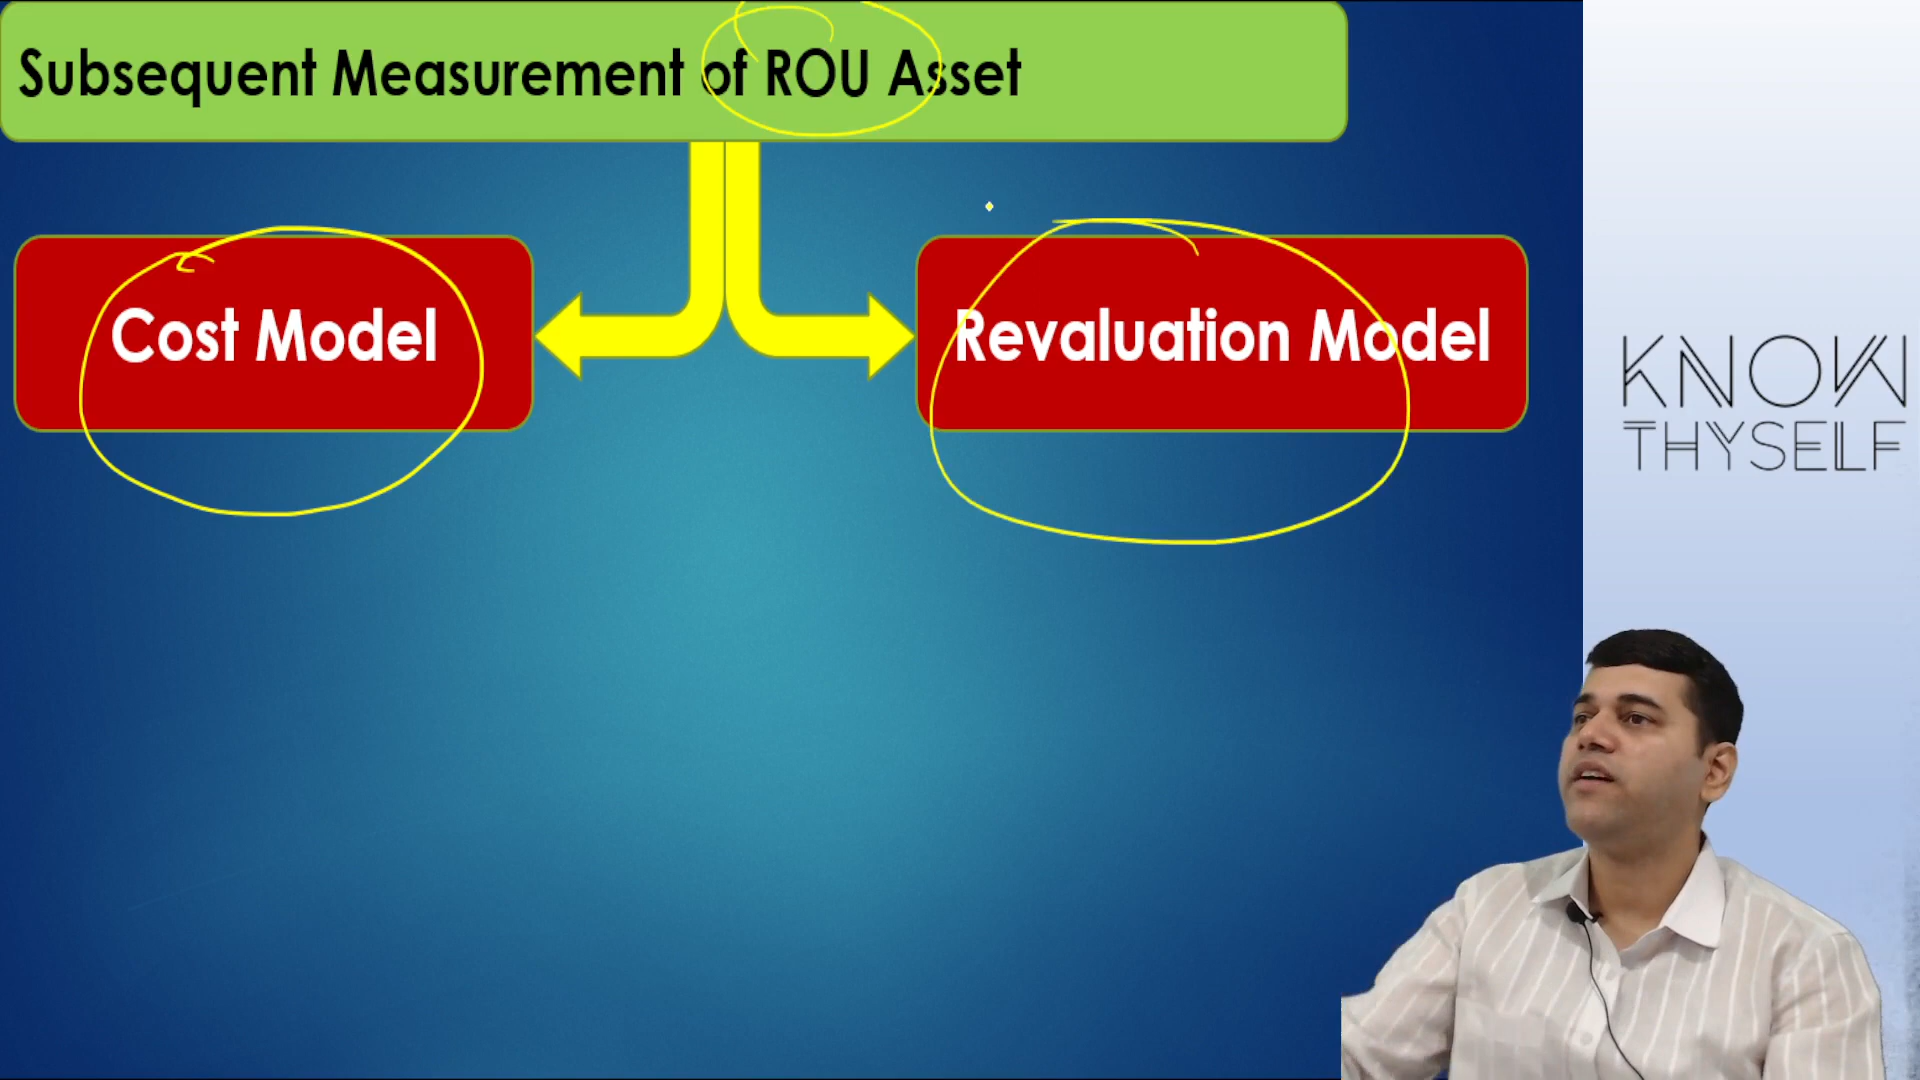 Subsequent Measurement of ROU Asset
Cost Model
Revaluation Model
KNOW
THYSELF